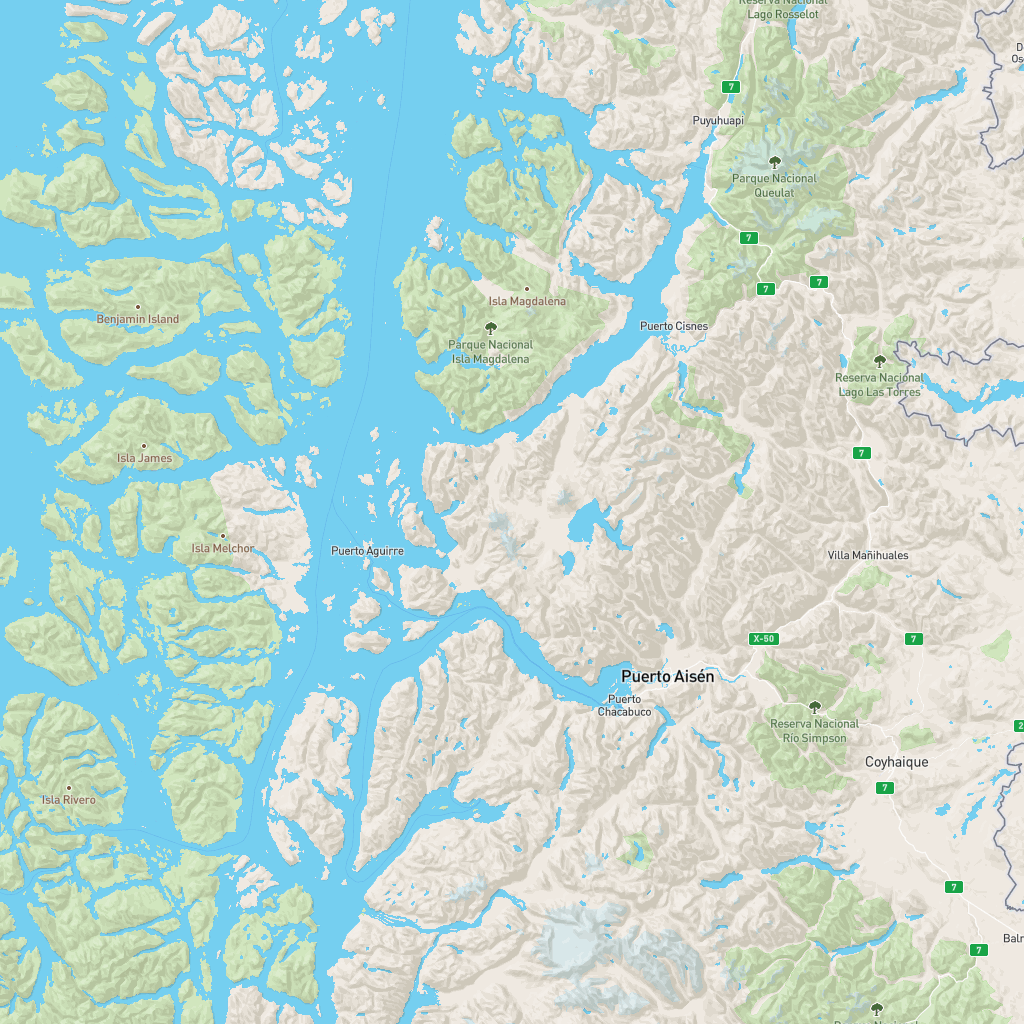 Reserva Nacional
Lago Rosselot
7
Puyuhuapi
Parque Nacional
Queulat
7
7
7
Isla Magdalena
Benjamin Island
Puerto Cisnes
Parque Nacional
Isla Magdalena
Reserva Nacional
Lago Las Torres
Isla James
7
Isla Melchor
Puerto Aguirre
Villa Mañihuales
X-50
7
Puerto Aisén
Puerto
Chacabuco
Reserva Nacional
Río Simpson
Coyhaique
Isla Rivero
7
7
7